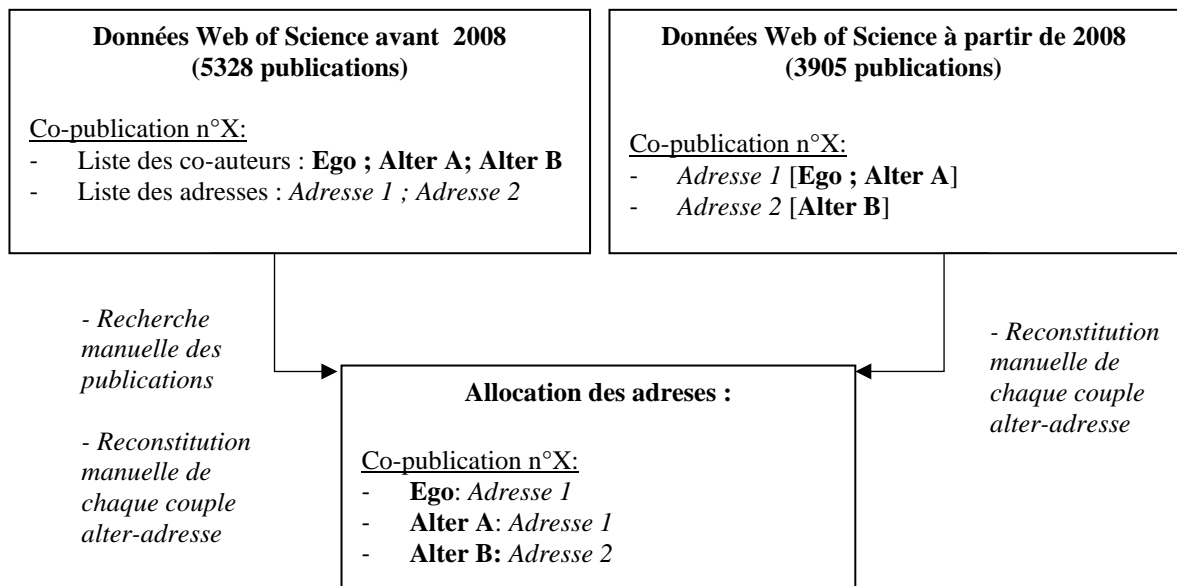 Données Web of Science avant 2008
(5328 publications)
Co-publication n°X:
- Liste des co-auteurs : Ego ; Alter A; Alter B
- Liste des adresses : Adresse 1 ; Adresse 2
Données Web of Science à partir de 2008
(3905 publications)
Co-publication n°X:
- Adresse 1 [Ego ; Alter A]
- Adresse 2 [Alter B]
- Recherche
manuelle des
publications
- Reconstitution
manuelle de
chaque couple
alter-adresse
- Reconstitution
manuelle de
chaque couple
alter-adresse
Allocation des adreses :
Co-publication n°X:
- Ego: Adresse 1
- Alter A: Adresse 1
- Alter B: Adresse 2